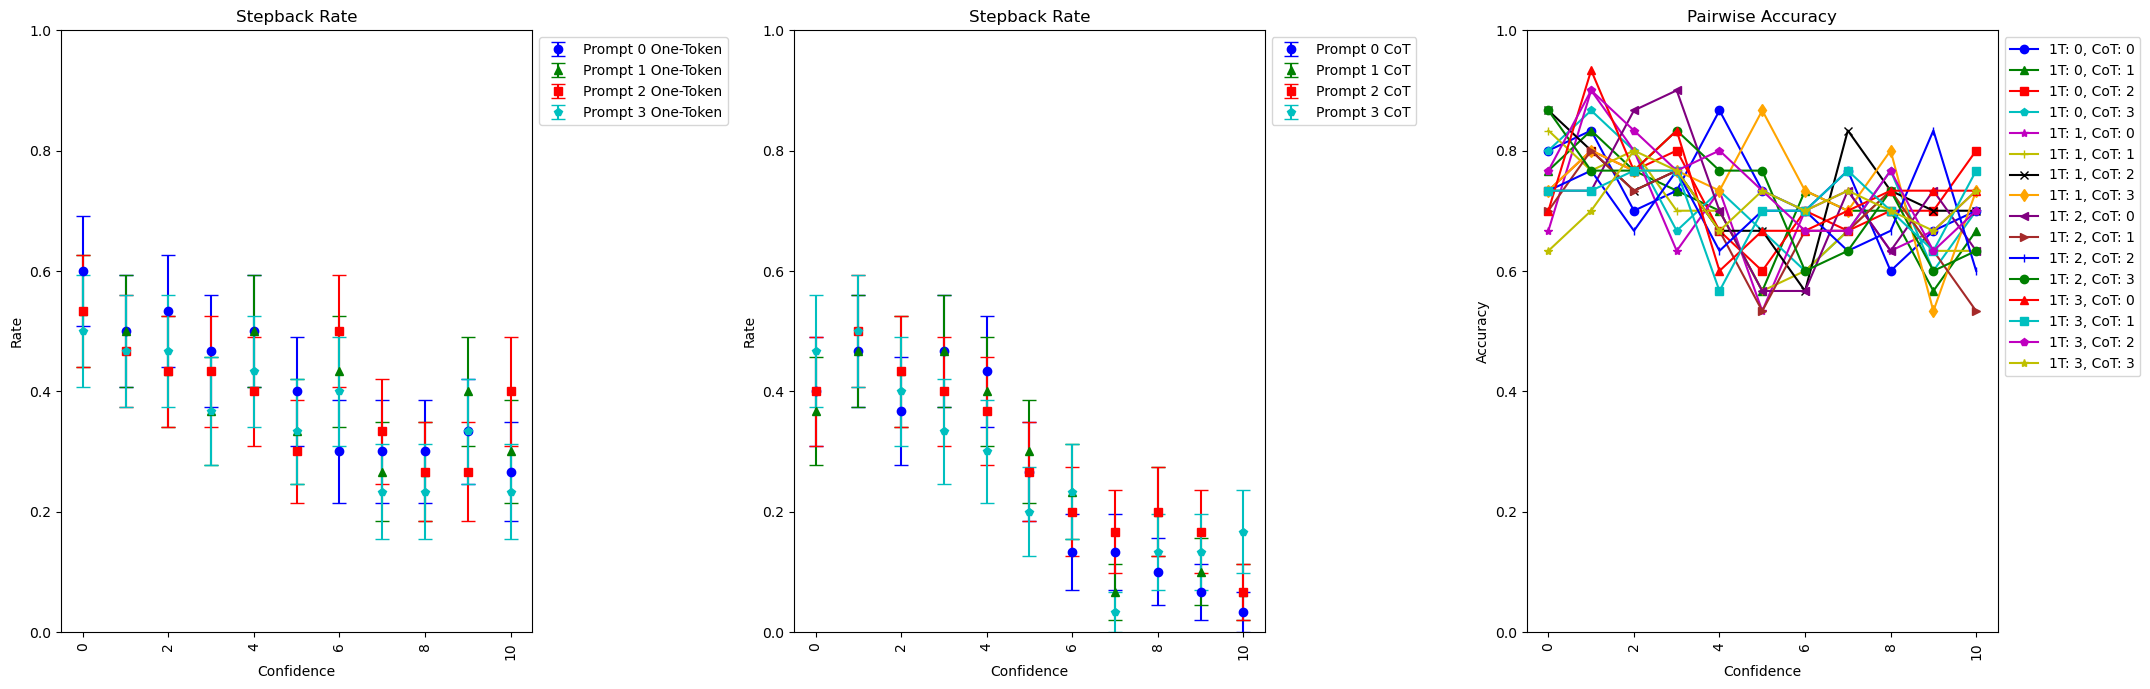 Stepback Rate
1.0
0.8
0.6
0.4
0.2
0.0
Rate
0
2
4
6
8
10
Confidence
Prompt 0 One-Token
Prompt 1 One-Token
Prompt 2 One-Token
Prompt 3 One-Token
Stepback Rate
1.0
0.8
0.6
0.4
0.2
0.0
Rate
0
2
4
6
8
10
Confidence
Prompt 0 CoT
Prompt 1 CoT
Prompt 2 CoT
Prompt 3 CoT
Pairwise Accuracy
1.0
0.8
0.6
0.4
0.2
0.0
Accuracy
0
2
4
6
8
10
Confidence
1T: 0, CoT: 0
1T: 0, CoT: 1
1T: 0, CoT: 2
1T: 0, CoT: 3
1T: 1, CoT: 0
1T: 1, CoT: 1
1T: 1, CoT: 2
1T: 1, CoT: 3
1T: 2, CoT: 0
1T: 2, CoT: 1
1T: 2, CoT: 2
1T: 2, CoT: 3
1T: 3, CoT: 0
1T: 3, CoT: 1
1T: 3, CoT: 2
1T: 3, CoT: 3